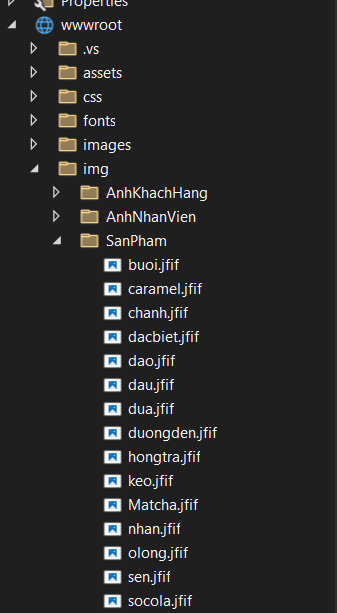 Properties
wwwroot
.vs
assets
css
fonts
images
img
AnhKhachHang
AnhNhanVien
SanPham
buoi.jfif
caramel.jfif
chanh.jfif
dacbiet.jfif
dao.jfif
dau.jfif
dua.jfif
duongden.jfif
hongtra.jfif
keo.jfif
Matcha.jfif
nhan.jfif
olong.jfif
sen.jfif
socola.jfif